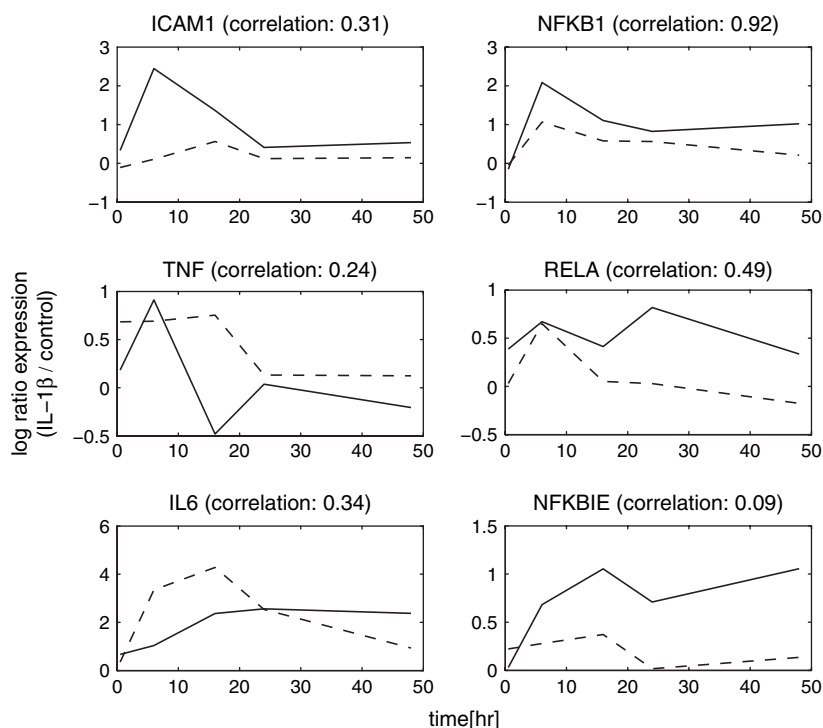 ICAM1 (correlation: 0.31)
3
2
1
0
−1
0 10 20 30 40 50
NFKB1 (correlation: 0.92)
3
2
1
0
−1
0 10 20 30 40 50
log ratio expression
(IL−1β / control)
TNF (correlation: 0.24)
1
0.5
0
−0.5
0 10 20 30 40 50
RELA (correlation: 0.49)
1
0.5
0
−0.5
0 10 20 30 40 50
IL6 (correlation: 0.34)
6
4
2
0
0 10 20 30 40 50
NFKBIE (correlation: 0.09)
1.5
1
0.5
0
0 10 20 30 40 50
time[hr]